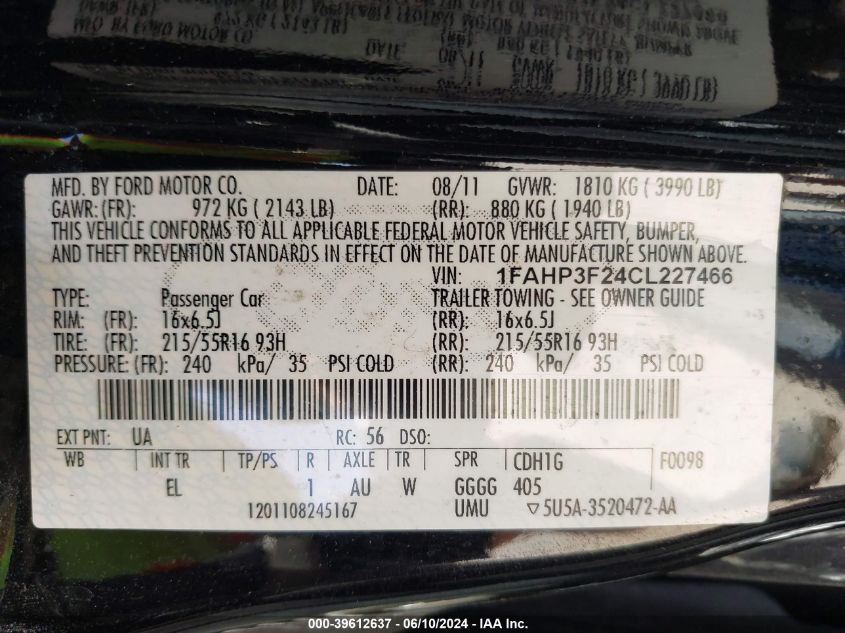 MFD. BY FORD MOTOR CO. DATE: 08/11 GVWR: 1810 KG ( 3990 LB)
GAWR: (FR): 972 KG ( 2143 LB) (RR): 880 KG ( 1940 LB)
THIS VEHICLE CONFORMS TO ALL APPLICABLE FEDERAL MOTOR VEHICLE SAFETY, BUMPER,
AND THEFT PREVENTION STANDARDS IN EFFECT ON THE DATE OF MANUFACTURE SHOWN ABOVE.
VIN: 1FAHP3F24CL227466
TYPE: Passenger Car TRAILER TOWING - SEE OWNER GUIDE
RIM: (FR): 16x6.5J (RR): 16x6.5J
TIRE: (FR): 215/55R16 93H (RR): 215/55R16 93H
PRESSURE: (FR): 240 kPa/ 35 PSI COLD (RR): 240 kPa/ 35 PSI COLD
EXT PNT: UA RC: 56 DSO:
WB INT TR TP/PS R AXLE TR SPR CDH1G F0098
EL 1 AU W GGGG 405
1201108245167 UMU ▽5U5A-3520472-AA
000-39612637 - 06/10/2024 - IAA Inc.